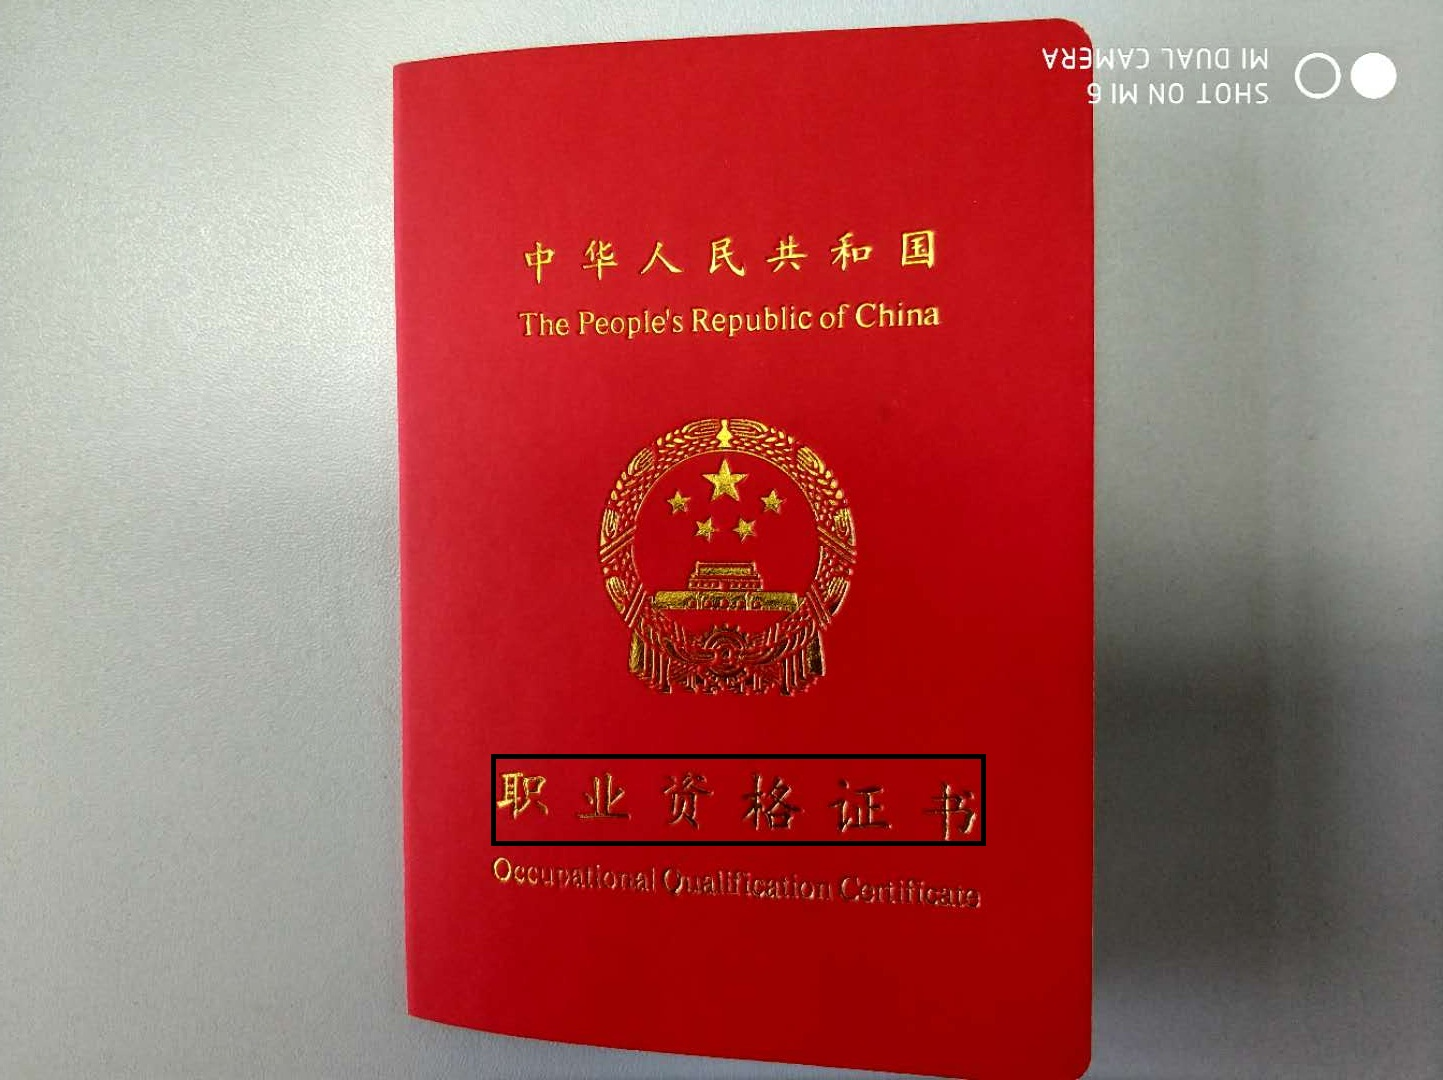 中华人民共和国
The People's Republic of China
职业资格证书
Occupational Qualification Certificate
SHOT ON MI 6
MI DUAL CAMERA